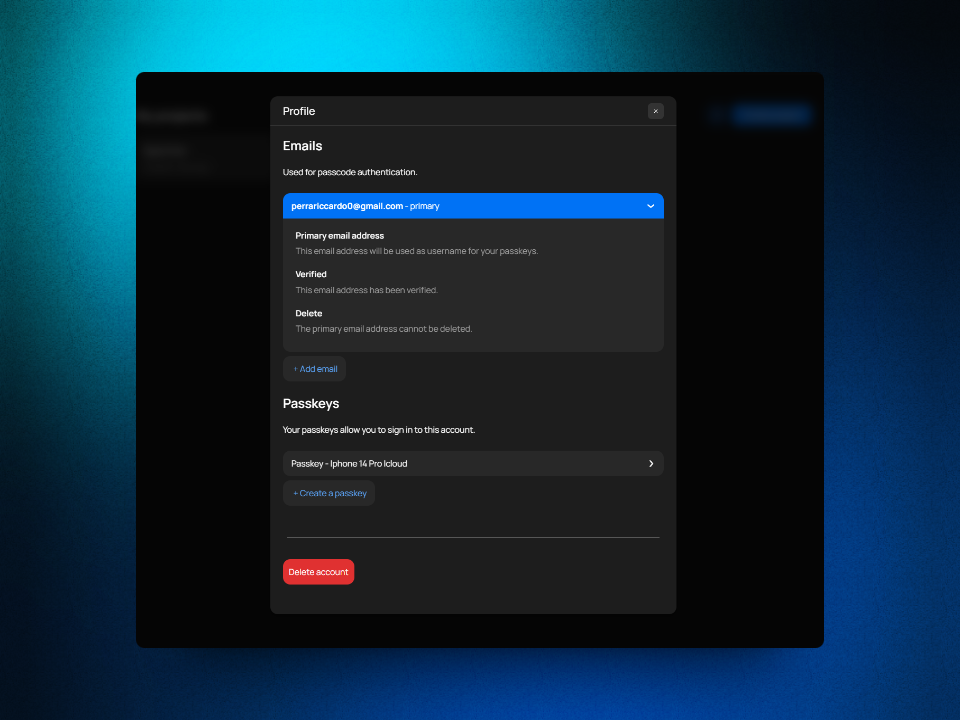 Profile
Emails
Used for passcode authentication.
perrariccardo0@gmail.com - primary
Primary email address
This email address will be used as username for your passkeys.
Verified
This email address has been verified.
Delete
The primary email address cannot be deleted.
+ Add email
Passkeys
Your passkeys allow you to sign in to this account.
Passkey - Iphone 14 Pro Icloud
+ Create a passkey
Delete account